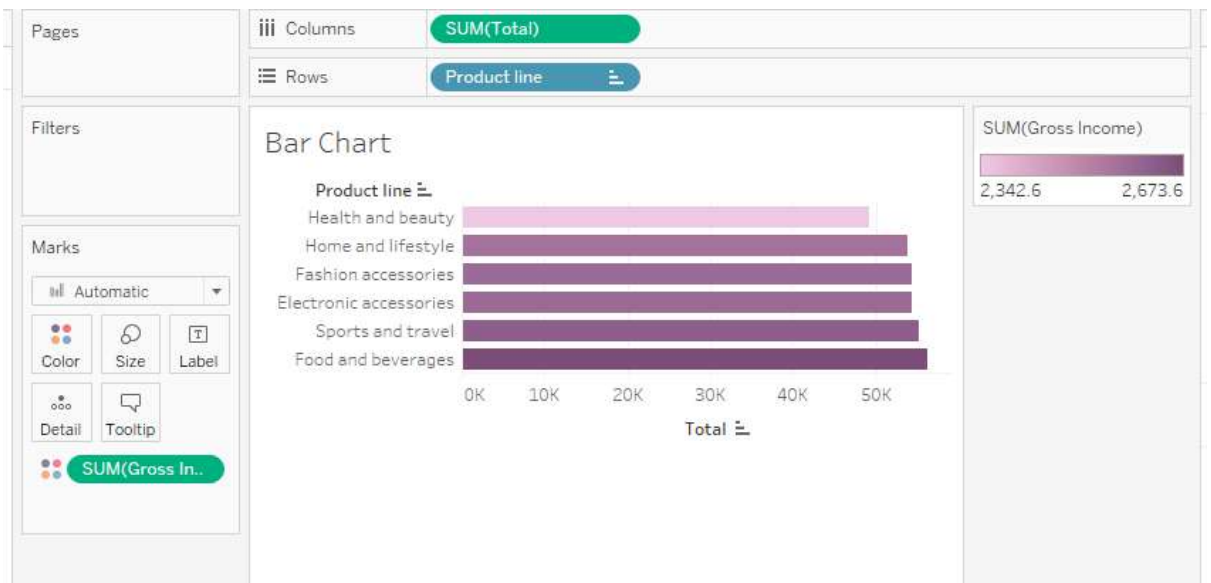 Pages
Columns
SUM(Total)
Rows
Product line
Filters
Marks
Automatic
Color
Size
Label
T
Detail
Tooltip
SUM(Gross In..
Bar Chart
Product line
Health and beauty
Home and lifestyle
Fashion accessories
Electronic accessories
Sports and travel
Food and beverages
0K 10K 20K 30K 40K 50K
Total
SUM(Gross Income)
2,342.6 2,673.6